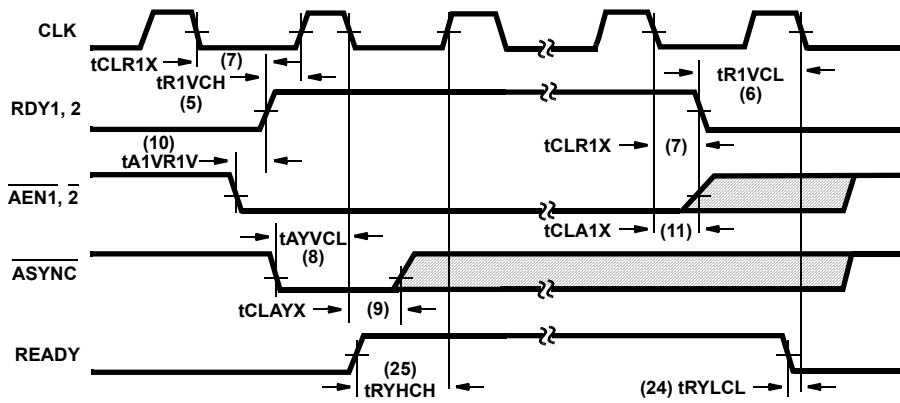 CLK
tCLR1X
(7)
tR1VCH
(5)
tR1VCL
(6)
RDY1, 2
(10)
tA1VR1V
tCLR1X
(7)
AEN1, 2
tCLA1X
(11)
tAYVCL
(8)
ASYNC
tCLAYX
(9)
READY
(25)
tRYHCH
(24) tRYLCL